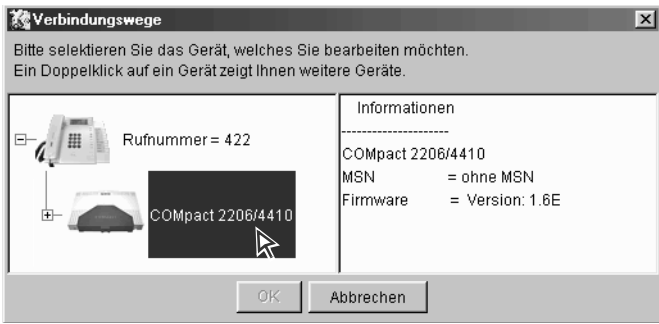 Verbindungswege
Bitte selektieren Sie das Gerät, welches Sie bearbeiten möchten.
Ein Doppelklick auf ein Gerät zeigt Ihnen weitere Geräte.
Rufnummer = 422
COMpact 2206/4410
Informationen
---------------------
COMpact 2206/4410
MSN = ohne MSN
Firmware = Version: 1.6E
OK Abbrechen